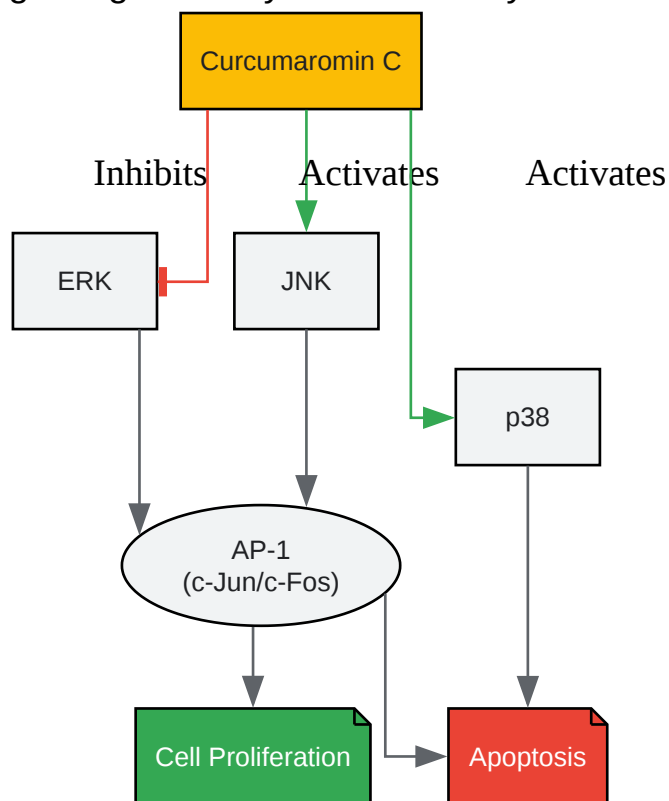 Curcumaromin C
Inhibits Activates Activates
ERK JNK
p38
AP-1
(c-Jun/c-Fos)
Cell Proliferation Apoptosis